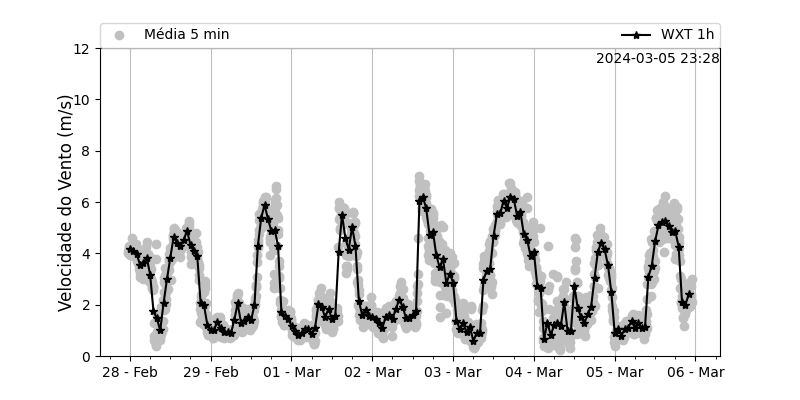 Média 5 min
WXT 1h
2024-03-05 23:28
Velocidade do Vento (m/s)
12
10
8
6
4
2
0
28 - Feb
29 - Feb
01 - Mar
02 - Mar
03 - Mar
04 - Mar
05 - Mar
06 - Mar